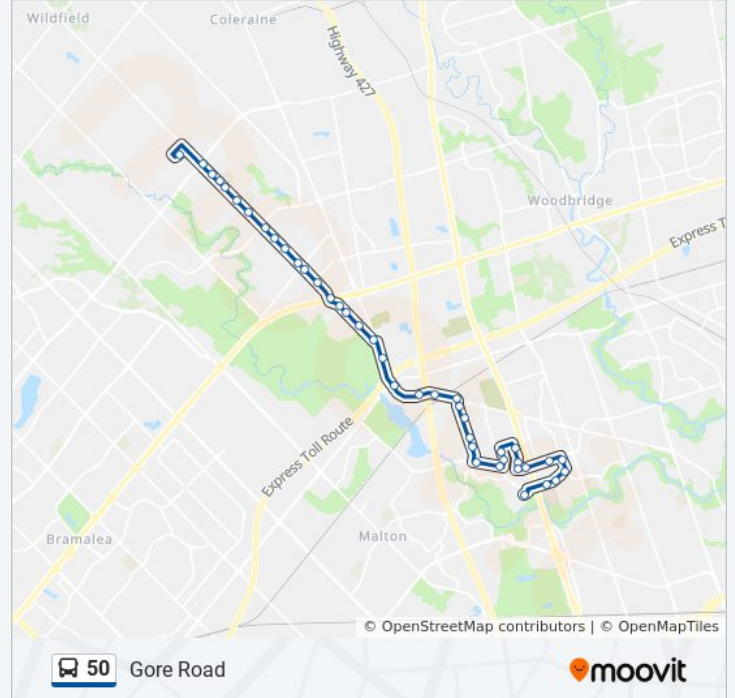 Wildfield
Coleraine
Highway 427
Woodbridge
Express T
Express Toll Route
Bramalea
Malton
© OpenStreetMap contributors | © OpenMapTiles
50 Gore Road
moovit